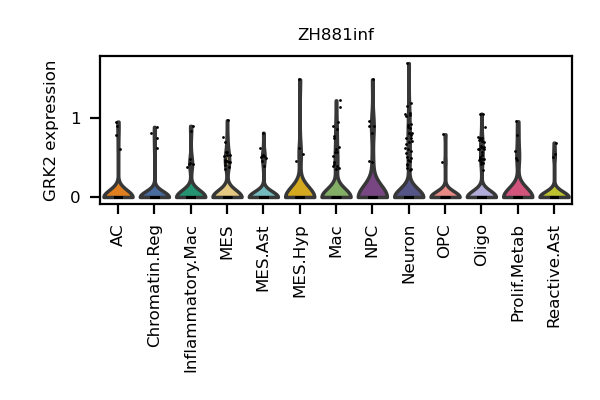 ZH881inf
GRK2 expression
1
0
AC
Chromatin.Reg
Inflammatory.Mac
MES
MES.Ast
MES.Hyp
Mac
NPC
Neuron
OPC
Oligo
Prolif.Metab
Reactive.Ast